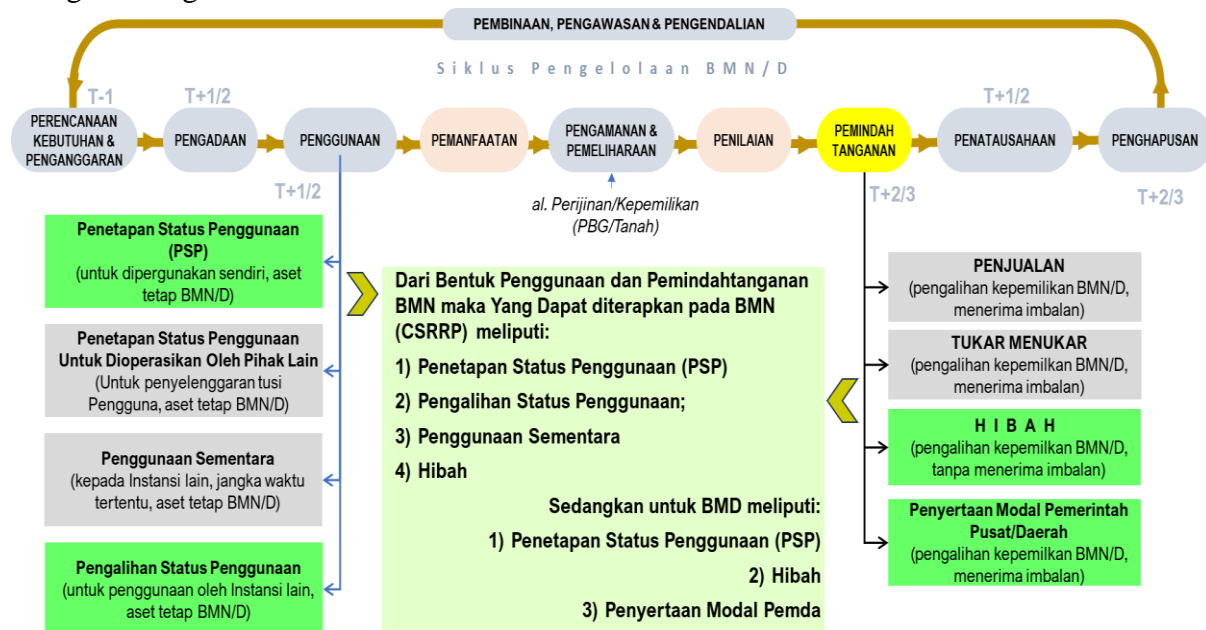 PEMBINAAN, PENGAWASAN & PENGENDALIAN
Siklus Pengelolaan BMN/D
T-1
T+1/2
T+1/2
PERENCANAAN
KEBUTUHAN &
PENGANGGARAN
PENGADAAN
PENGGUNAAN
PEMANFAATAN
PENGAMANAN &
PEMELIHARAAN
PENILAIAN
PEMINDAH
TANGANAN
PENATAUSAHAAN
PENGHAPUSAN
T+1/2
T+2/3
T+2/3
al. Perijinan/Kepemilikan
(PBG/Tanah)
Penetapan Status Penggunaan
(PSP)
(untuk dipergunakan sendiri, aset
tetap BMN/D)
Penetapan Status Penggunaan
Untuk Dioperasikan Oleh Pihak Lain
(Untuk penyelenggaran tusi
Pengguna, aset tetap BMN/D)
Penggunaan Sementara
(kepada Instansi lain, jangka waktu
tertentu, aset tetap BMN/D)
Pengalihan Status Penggunaan
(untuk penggunaan oleh Instansi lain,
aset tetap BMN/D)
Dari Bentuk Penggunaan dan Pemindahtanganan
BMN maka Yang Dapat diterapkan pada BMN
(CSRRP) meliputi:
1) Penetapan Status Penggunaan (PSP)
2) Pengalihan Status Penggunaan;
3) Penggunaan Sementara
4) Hibah
Sedangkan untuk BMD meliputi:
1) Penetapan Status Penggunaan (PSP)
2) Hibah
3) Penyertaan Modal Pemda
PENJUALAN
(pengalihan kepemilikan BMN/D,
menerima imbalan)
TUKAR MENUKAR
(pengalihan kepemilikan BMN/D,
menerima imbalan)
H I B A H
(pengalihan kepemilkan BMN/D,
tanpa menerima imbalan)
Penyertaan Modal Pemerintah
Pusat/Daerah
(pengalihan kepemilkan BMN/D,
menerima imbalan)